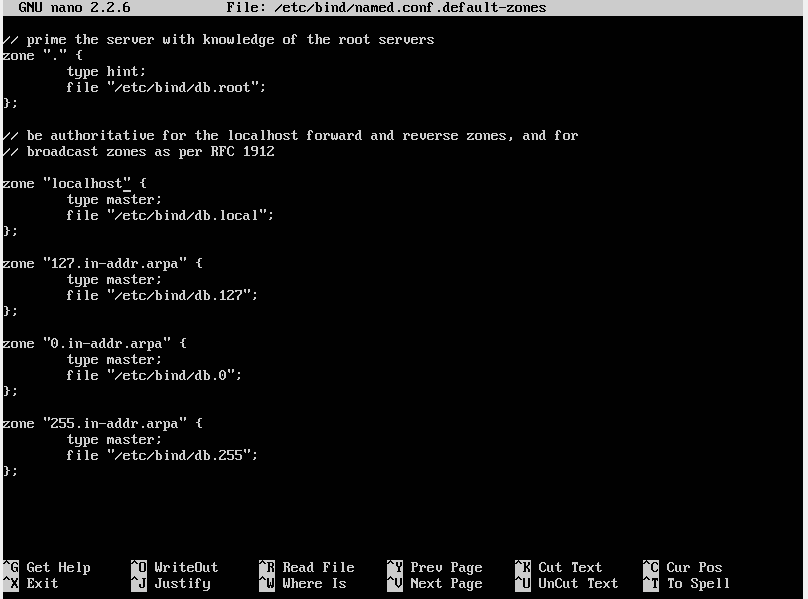 GNU nano 2.2.6 File: /etc/bind/named.conf.default-zones
// prime the server with knowledge of the root servers
zone "." {
        type hint;
        file "/etc/bind/db.root";
};
// be authoritative for the localhost forward and reverse zones, and for
// broadcast zones as per RFC 1912
zone "localhost" {
        type master;
        file "/etc/bind/db.local";
};
zone "127.in-addr.arpa" {
        type master;
        file "/etc/bind/db.127";
};
zone "0.in-addr.arpa" {
        type master;
        file "/etc/bind/db.0";
};
zone "255.in-addr.arpa" {
        type master;
        file "/etc/bind/db.255";
};
^G Get Help ^O WriteOut ^R Read File ^Y Prev Page ^K Cut Text ^C Cur Pos
^X Exit ^J Justify ^W Where Is ^V Next Page ^U UnCut Text ^T To Spell